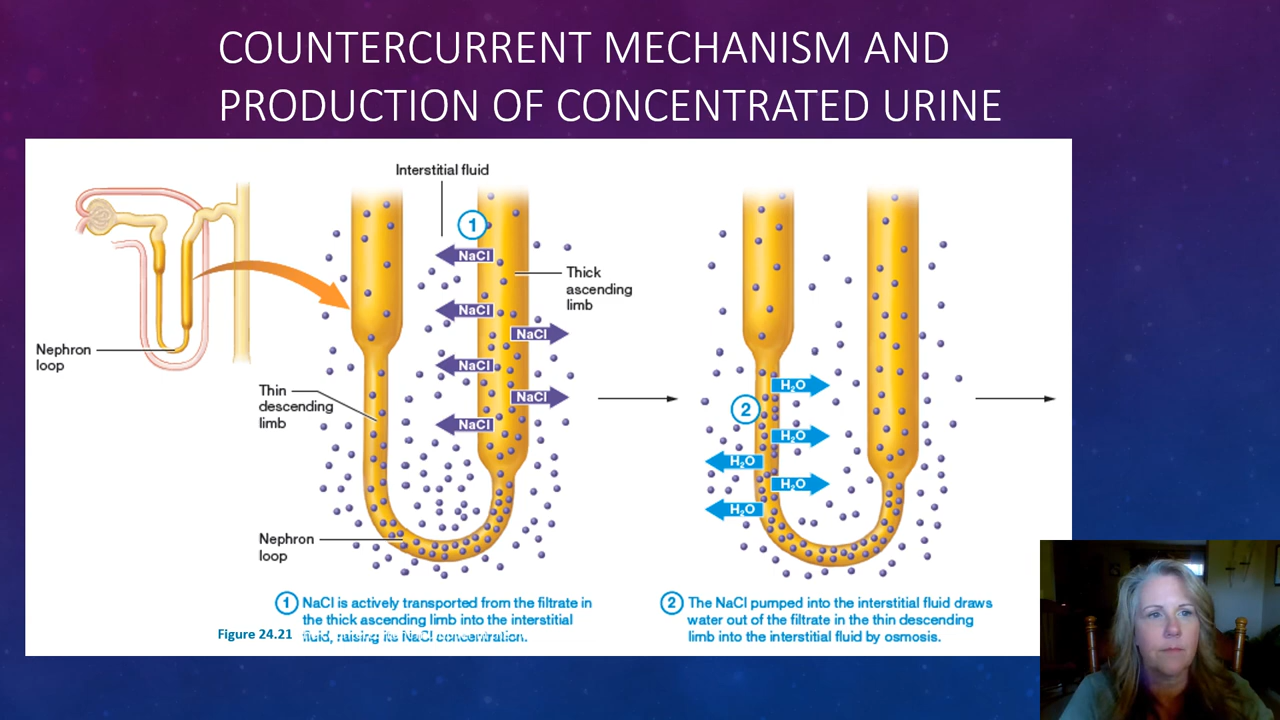 COUNTERCURRENT MECHANISM AND
PRODUCTION OF CONCENTRATED URINE
Interstitial fluid
1
NaCl
Thick
ascending
limb
NaCl
NaCl
NaCl
NaCl
NaCl
Nephron
loop
Thin
descending
limb
Nephron
loop
H₂O
2
H₂O
H₂O
H₂O
H₂O
1 NaCl is actively transported from the filtrate in
the thick ascending limb into the interstitial
fluid, raising its NaCl concentration.
Figure 24.21
2 The NaCl pumped into the interstitial fluid draws
water out of the filtrate in the thin descending
limb into the interstitial fluid by osmosis.